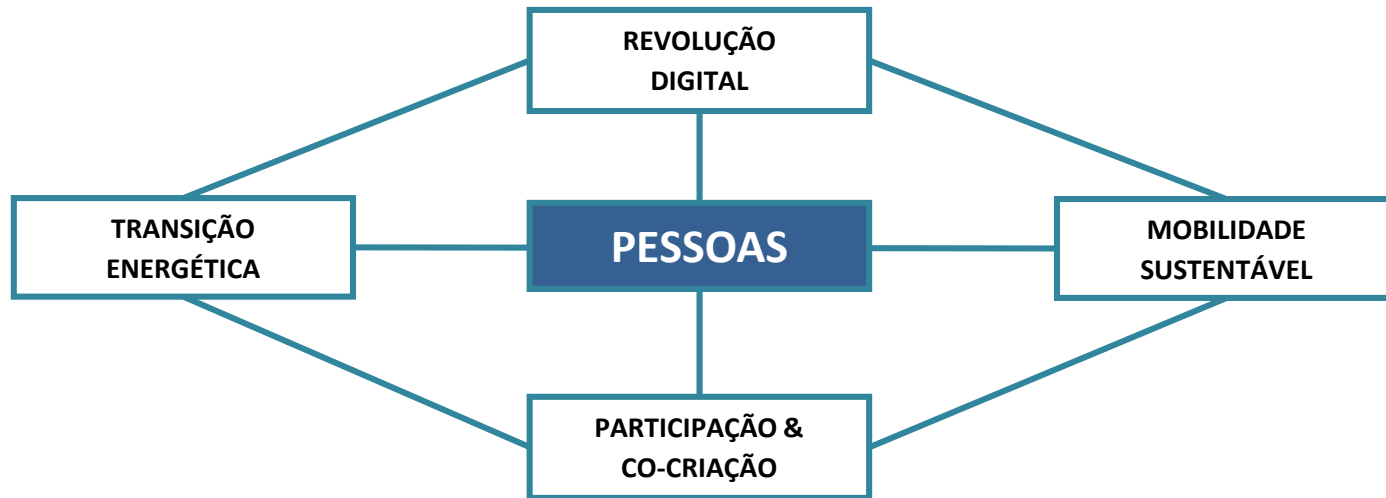 REVOLUÇÃO
DIGITAL
TRANSIÇÃO
ENERGÉTICA
PESSOAS
MOBILIDADE
SUSTENTÁVEL
PARTICIPAÇÃO &
CO-CRIAÇÃO